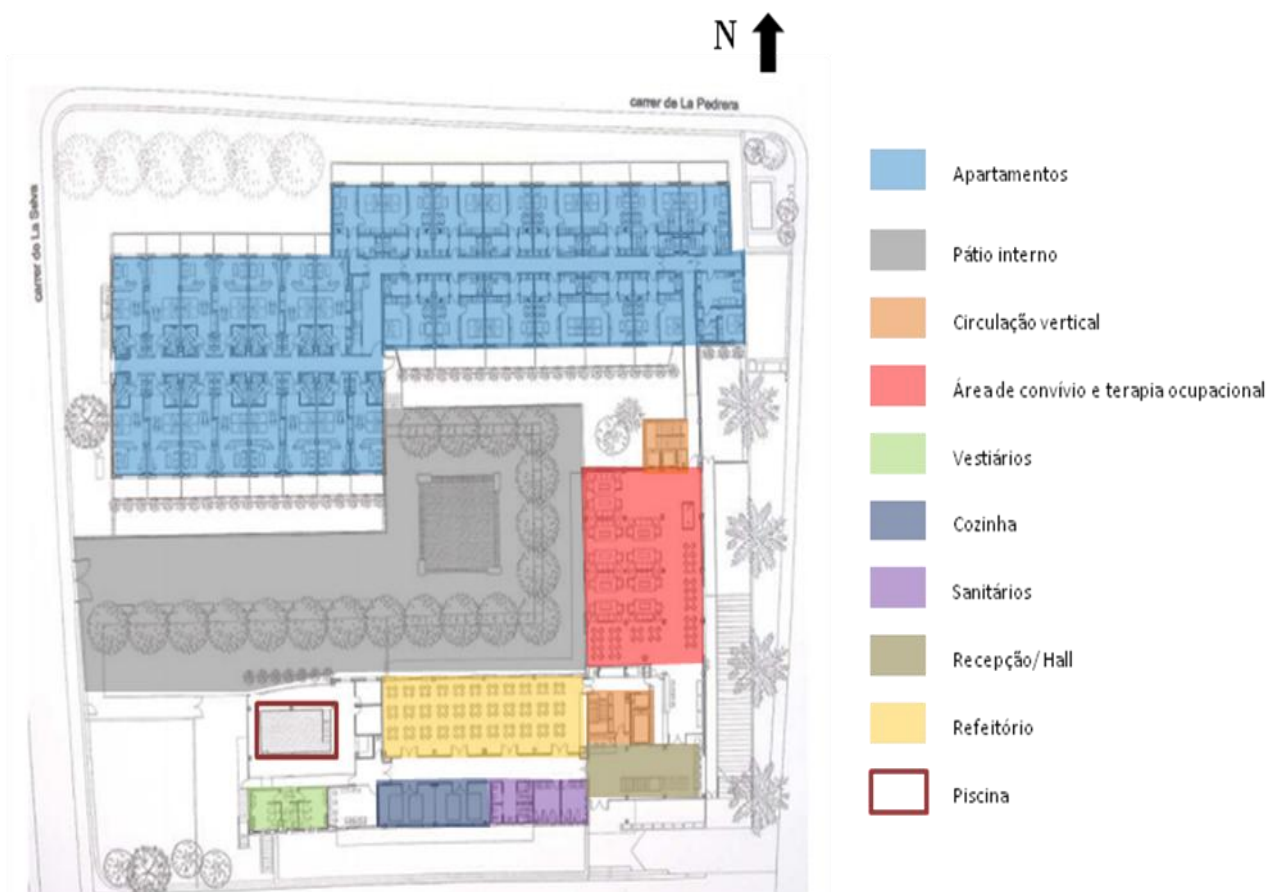 N
carrer de La Pedrera
carrer de La Selva
Apartamentos
Pátio interno
Circulação vertical
Área de convívio e terapia ocupacional
Vestiários
Cozinha
Sanitários
Recepção/ Hall
Refeitório
Piscina